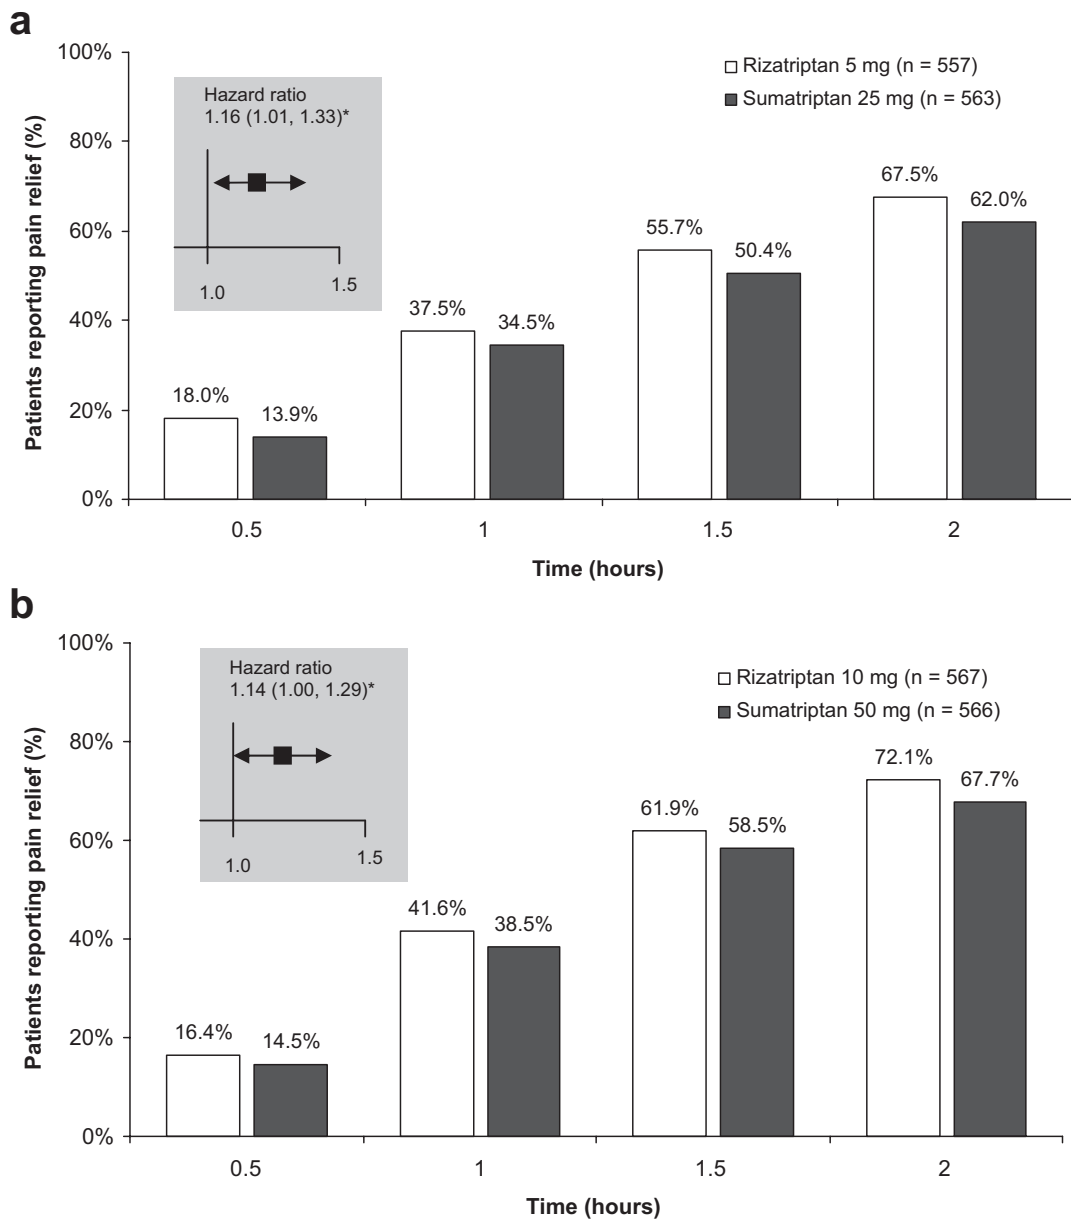 a
Patients reporting pain relief (%)
100%
80%
60%
40%
20%
0%
Hazard ratio
1.16 (1.01, 1.33)*
1.0
1.5
Rizatriptan 5 mg (n = 557)
Sumatriptan 25 mg (n = 563)
18.0%
13.9%
37.5%
34.5%
55.7%
50.4%
67.5%
62.0%
0.5
1
1.5
2
Time (hours)
b
Patients reporting pain relief (%)
100%
80%
60%
40%
20%
0%
Hazard ratio
1.14 (1.00, 1.29)*
1.0
1.5
Rizatriptan 10 mg (n = 567)
Sumatriptan 50 mg (n = 566)
16.4%
14.5%
41.6%
38.5%
61.9%
58.5%
72.1%
67.7%
0.5
1
1.5
2
Time (hours)